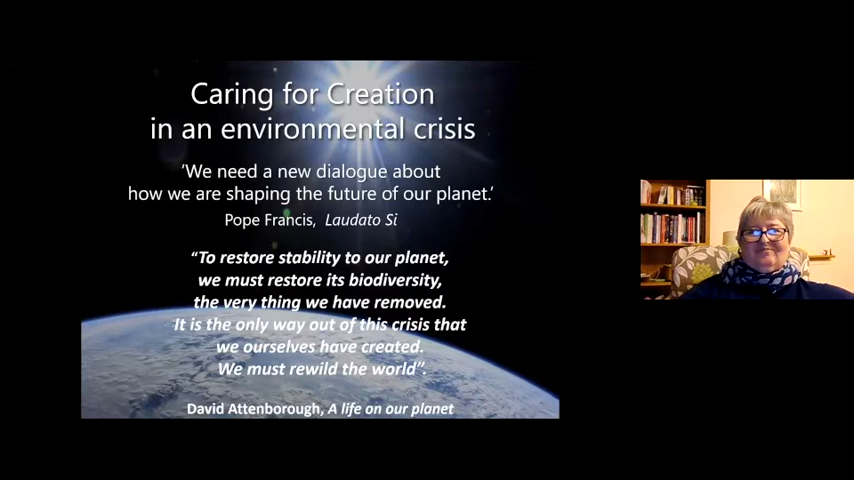 Caring for Creation
in an environmental crisis
‘We need a new dialogue about
how we are shaping the future of our planet.’
Pope Francis, Laudato Si
“To restore stability to our planet,
we must restore its biodiversity,
the very thing we have removed.
It is the only way out of this crisis that
we ourselves have created.
We must rewild the world”.
David Attenborough, A life on our planet